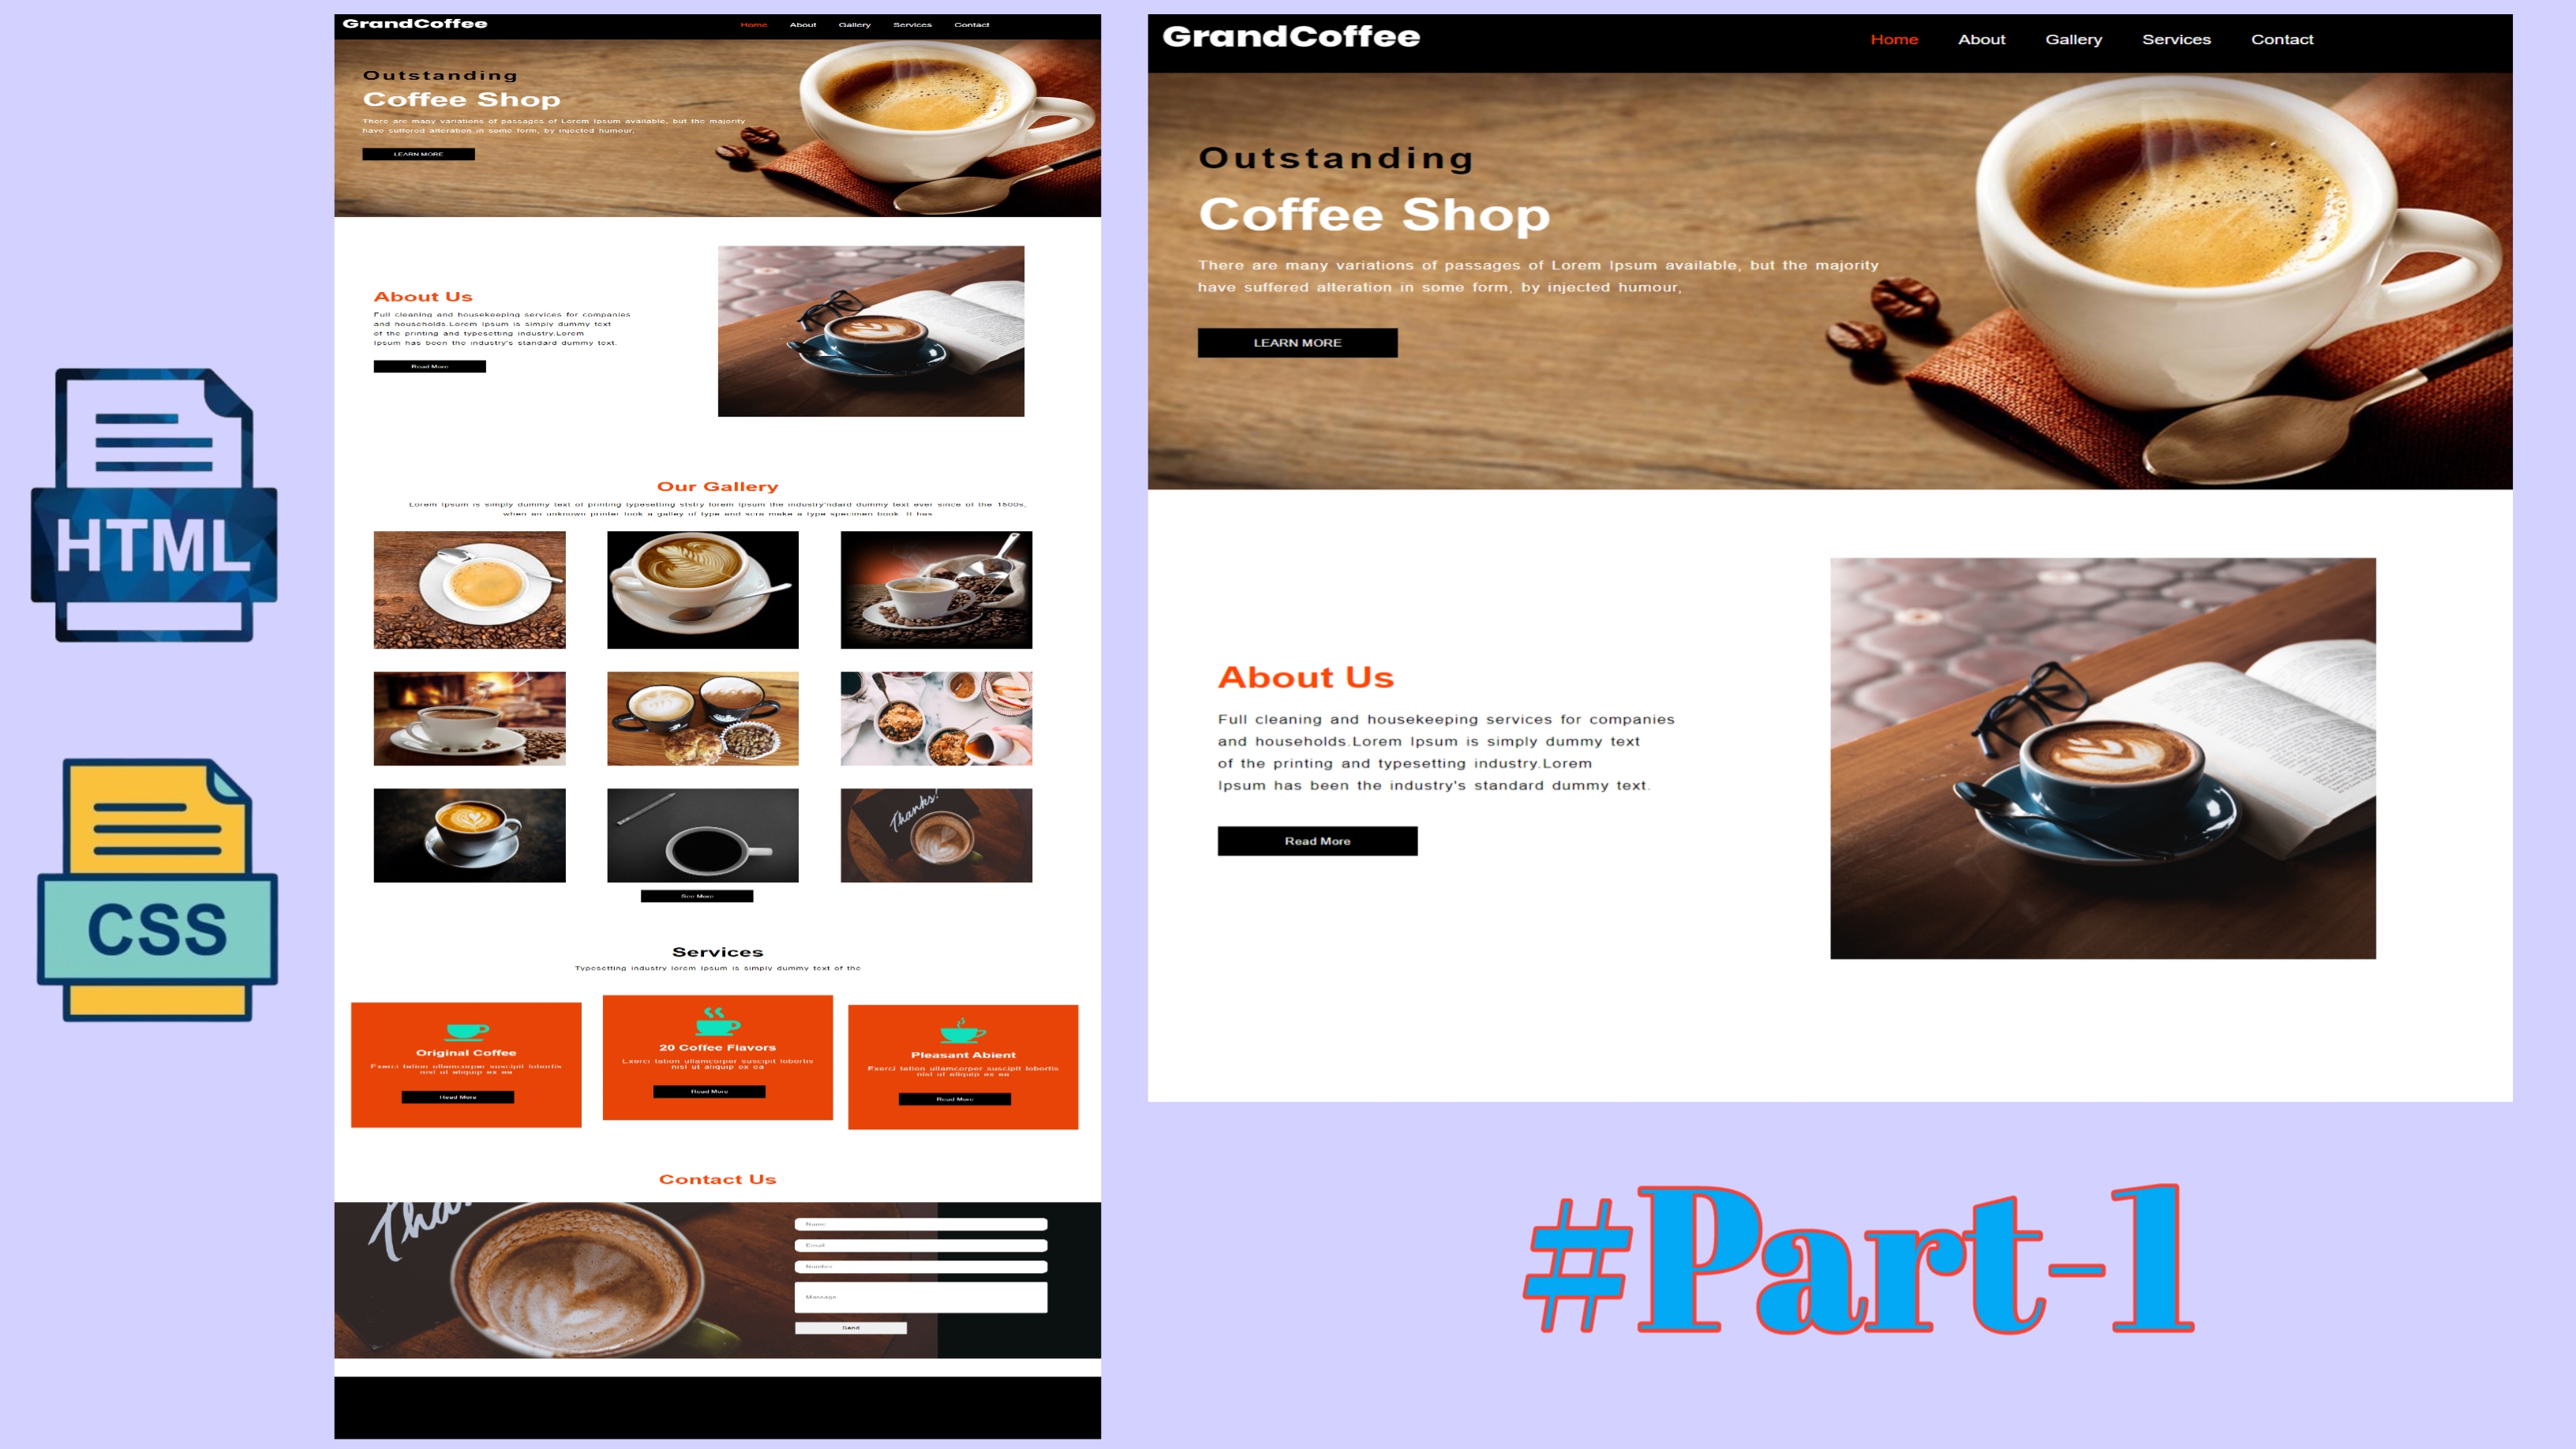 HTML
CSS
GrandCoffee
Home About Gallery Services Contact
Outstanding
Coffee Shop
There are many variations of passages of Lorem Ipsum available, but the majority
have suffered alteration in some form, by injected humour,
LEARN MORE
About Us
Full cleaning and housekeeping services for companies
and households.Lorem Ipsum is simply dummy text
of the printing and typesetting industry.Lorem
Ipsum has been the industry's standard dummy text.
Read More
Our Gallery
Lorem Ipsum is simply dummy text of printing typesetting ststry lorem Ipsum the industry'ndard dummy text ever since of the 1500s,
when an unknown printer took a galley of type and scra make a type specimen book. It has
Thanks!
See More
Services
Typesetting industry lorem Ipsum is simply dummy text of the
Original Coffee
Exerci tation ullamcorper suscipit lobortis
nisl ut aliquip ex ea
Read More
20 Coffee Flavors
Exerci tation ullamcorper suscipit lobortis
nisl ut aliquip ex ea
Read More
Pleasant Abient
Exerci tation ullamcorper suscipit lobortis
nisl ut aliquip ex ea
Read More
Contact Us
Name
Email
Number
Massage
Send
GrandCoffee
Home About Gallery Services Contact
Outstanding
Coffee Shop
There are many variations of passages of Lorem Ipsum available, but the majority
have suffered alteration in some form, by injected humour,
LEARN MORE
About Us
Full cleaning and housekeeping services for companies
and households.Lorem Ipsum is simply dummy text
of the printing and typesetting industry.Lorem
Ipsum has been the industry's standard dummy text.
Read More
#Part-1